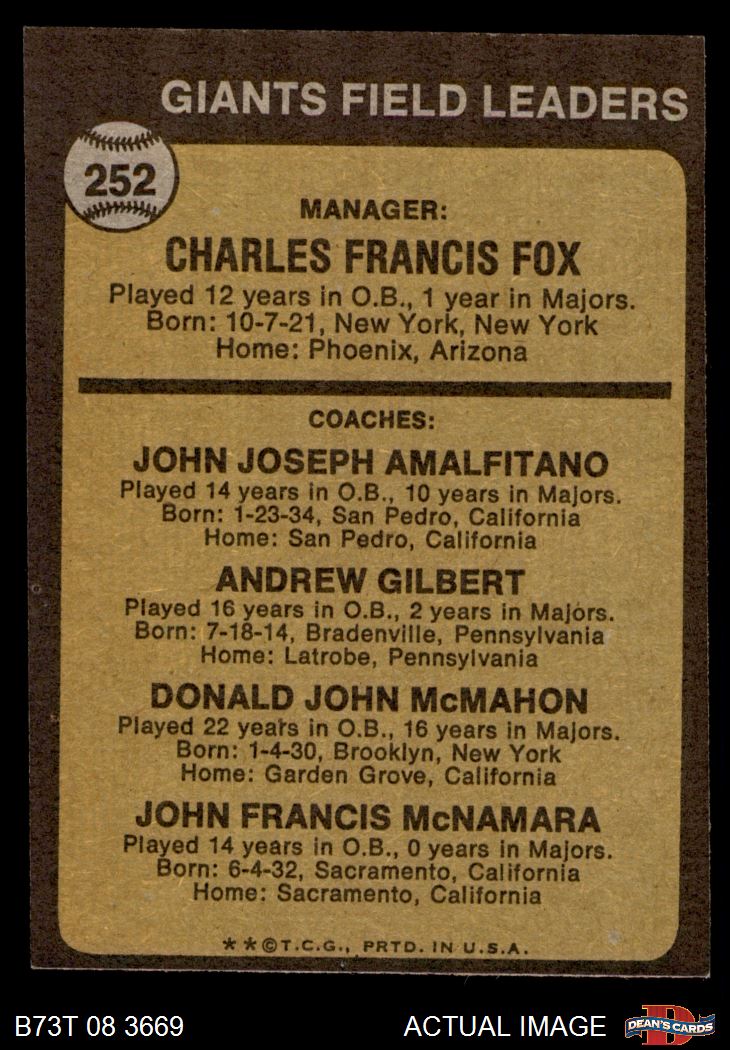 GIANTS FIELD LEADERS
252
MANAGER:
CHARLES FRANCIS FOX
Played 12 years in O.B., 1 year in Majors.
Born: 10-7-21, New York, New York
Home: Phoenix, Arizona
COACHES:
JOHN JOSEPH AMALFITANO
Played 14 years in O.B., 10 years in Majors.
Born: 1-23-34, San Pedro, California
Home: San Pedro, California
ANDREW GILBERT
Played 16 years in O.B., 2 years in Majors.
Born: 7-18-14, Bradenville, Pennsylvania
Home: Latrobe, Pennsylvania
DONALD JOHN McMAHON
Played 22 years in O.B., 16 years in Majors.
Born: 1-4-30, Brooklyn, New York
Home: Garden Grove, California
JOHN FRANCIS McNAMARA
Played 14 years in O.B., 0 years in Majors.
Born: 6-4-32, Sacramento, California
Home: Sacramento, California
**©T.C.G., PRTD. IN U.S.A.
B73T 08 3669 ACTUAL IMAGE D DEAN'S CARDS